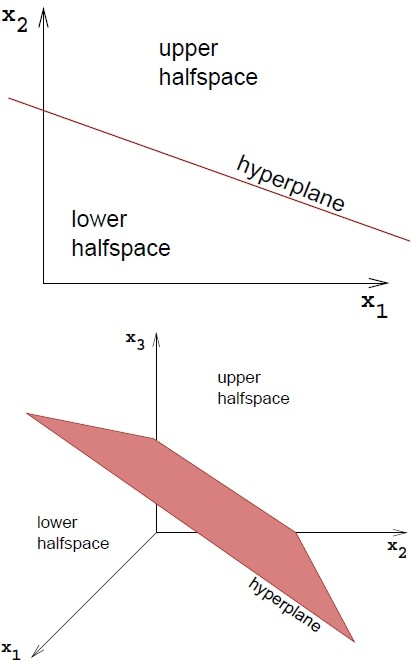 x2
upper
halfspace
hyperplane
lower
halfspace
x1
x3
upper
halfspace
lower
halfspace
x2
hyperplane
x1